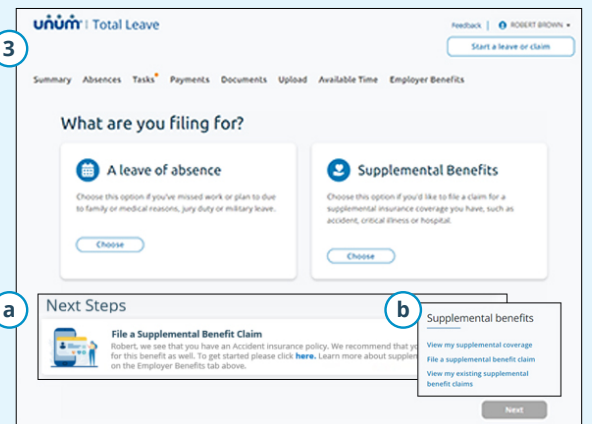 unum | Total Leave
Feedback | ROBERT BROWN
Start a leave or claim
3
Summary Absences Tasks Payments Documents Upload Available Time Employer Benefits
What are you filing for?
A leave of absence
Choose this option if you've missed work or plan to due
to family or medical reasons, jury duty or military leave.
Choose
Supplemental Benefits
Choose this option if you'd like to file a claim for a
supplemental insurance coverage you have, such as
accident, critical illness or hospital.
Choose
a
Next Steps
File a Supplemental Benefit Claim
Robert, we see that you have an Accident insurance policy. We recommend that
for this benefit as well. To get started please click here. Learn more about
on the Employer Benefits tab above.
b
Supplemental benefits
View my supplemental coverage
File a supplemental benefit claim
View my existing supplemental
benefit claims
Next